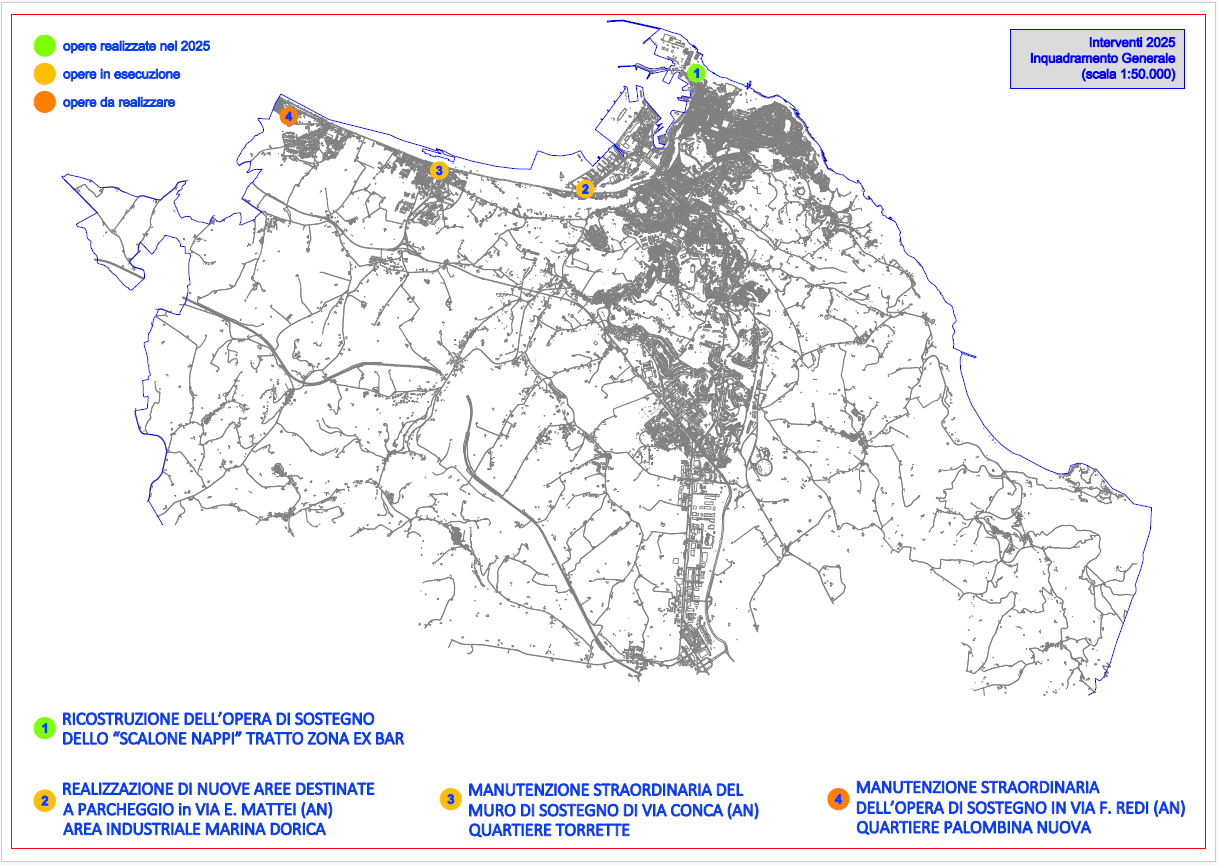 opere realizzate nel 2025
opere in esecuzione
opere da realizzare
Interventi 2025
Inquadramento Generale
(scala 1:50.000)
1
4
3
2
1
RICOSTRUZIONE DELL’OPERA DI SOSTEGNO
DELLO “SCALONE NAPPI” TRATTO ZONA EX BAR
2
REALIZZAZIONE DI NUOVE AREE DESTINATE
A PARCHEGGIO in VIA E. MATTEI (AN)
AREA INDUSTRIALE MARINA DORICA
3
MANUTENZIONE STRAORDINARIA DEL
MURO DI SOSTEGNO DI VIA CONCA (AN)
QUARTIERE TORRETTE
4
MANUTENZIONE STRAORDINARIA
DELL’OPERA DI SOSTEGNO IN VIA F. REDI (AN)
QUARTIERE PALOMBINA NUOVA